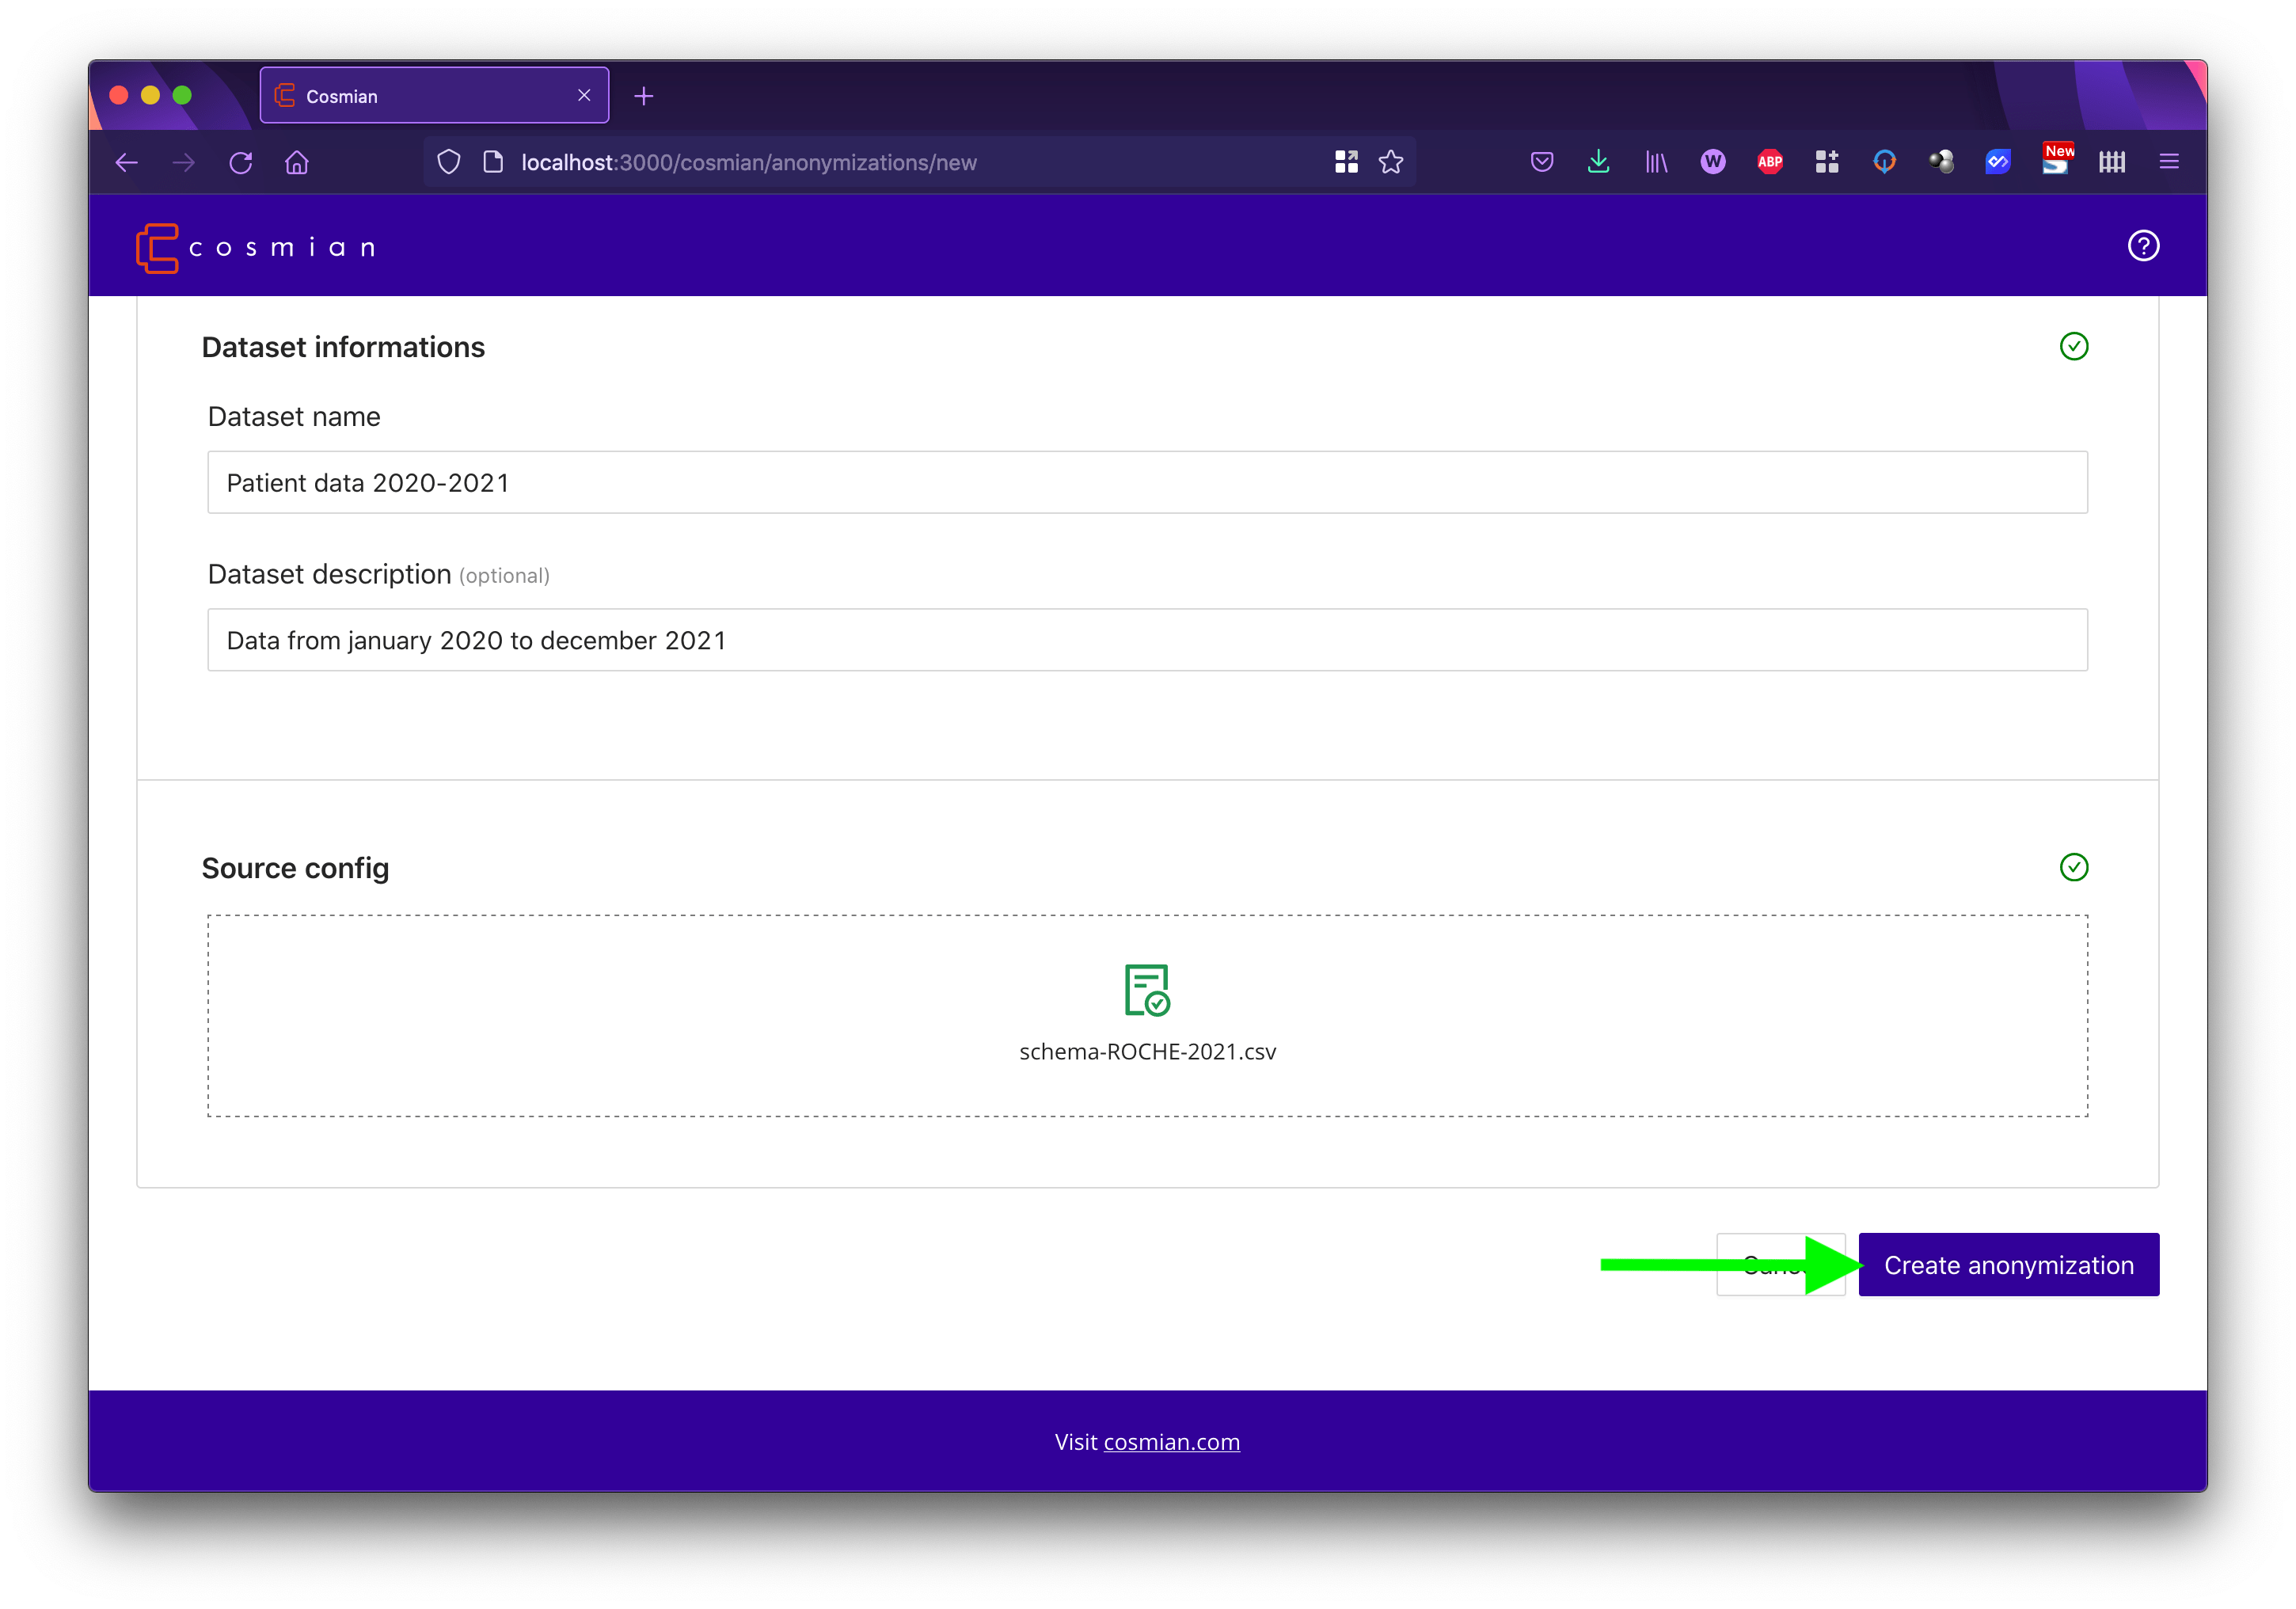 Cosmian
localhost:3000/cosmian/anonymizations/new
W
ABP
New
cosmian
Dataset informations
Dataset name
Patient data 2020-2021
Dataset description (optional)
Data from january 2020 to december 2021
Source config
schema-ROCHE-2021.csv
Create anonymization
Visit cosmian.com